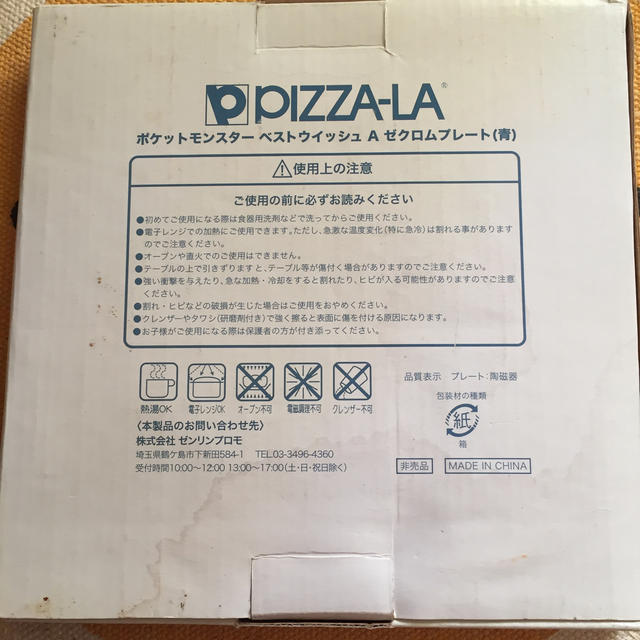 PIZZA-LA®
ポケットモンスター ベストウイッシュ A ゼクロムプレート(青)
使用上の注意
ご使用の前に必ずお読みください
●初めてご使用になる際は食器用洗剤などで洗ってからご使用ください。
●電子レンジでの加熱にご使用できます。ただし、急激な温度変化(特に急冷)は割れる事があります
のでご注意ください。
●オーブンや直火でのご使用はできません。
●テーブルの上で引きずりますと、テーブル等が傷付く場合がありますのでご注意ください。
●強い衝撃を与えたり、急な加熱・冷却をすると割れたり、ヒビが入る可能性がありますのでご注意
ください。
●割れ・ヒビなどの破損が生じた場合はご使用をおやめください。
●クレンザーやタワシ(研磨剤付き)で強く擦ると表面に傷を付ける原因になります。
●お子様がご使用になる際は保護者の方が付き添ってください。
熱湯OK 電子レンジOK オーブン不可 電磁調理不可 クレンザー不可
品質表示 プレート:陶磁器
包装材の種類
紙
箱
〈本製品のお問い合わせ先〉
株式会社 ゼンリンプロモ
埼玉県鶴ケ島市下新田584-1 TEL.03-3496-4360
受付時間10:00〜12:00 13:00〜17:00(土・日・祝日除く)
非売品 MADE IN CHINA